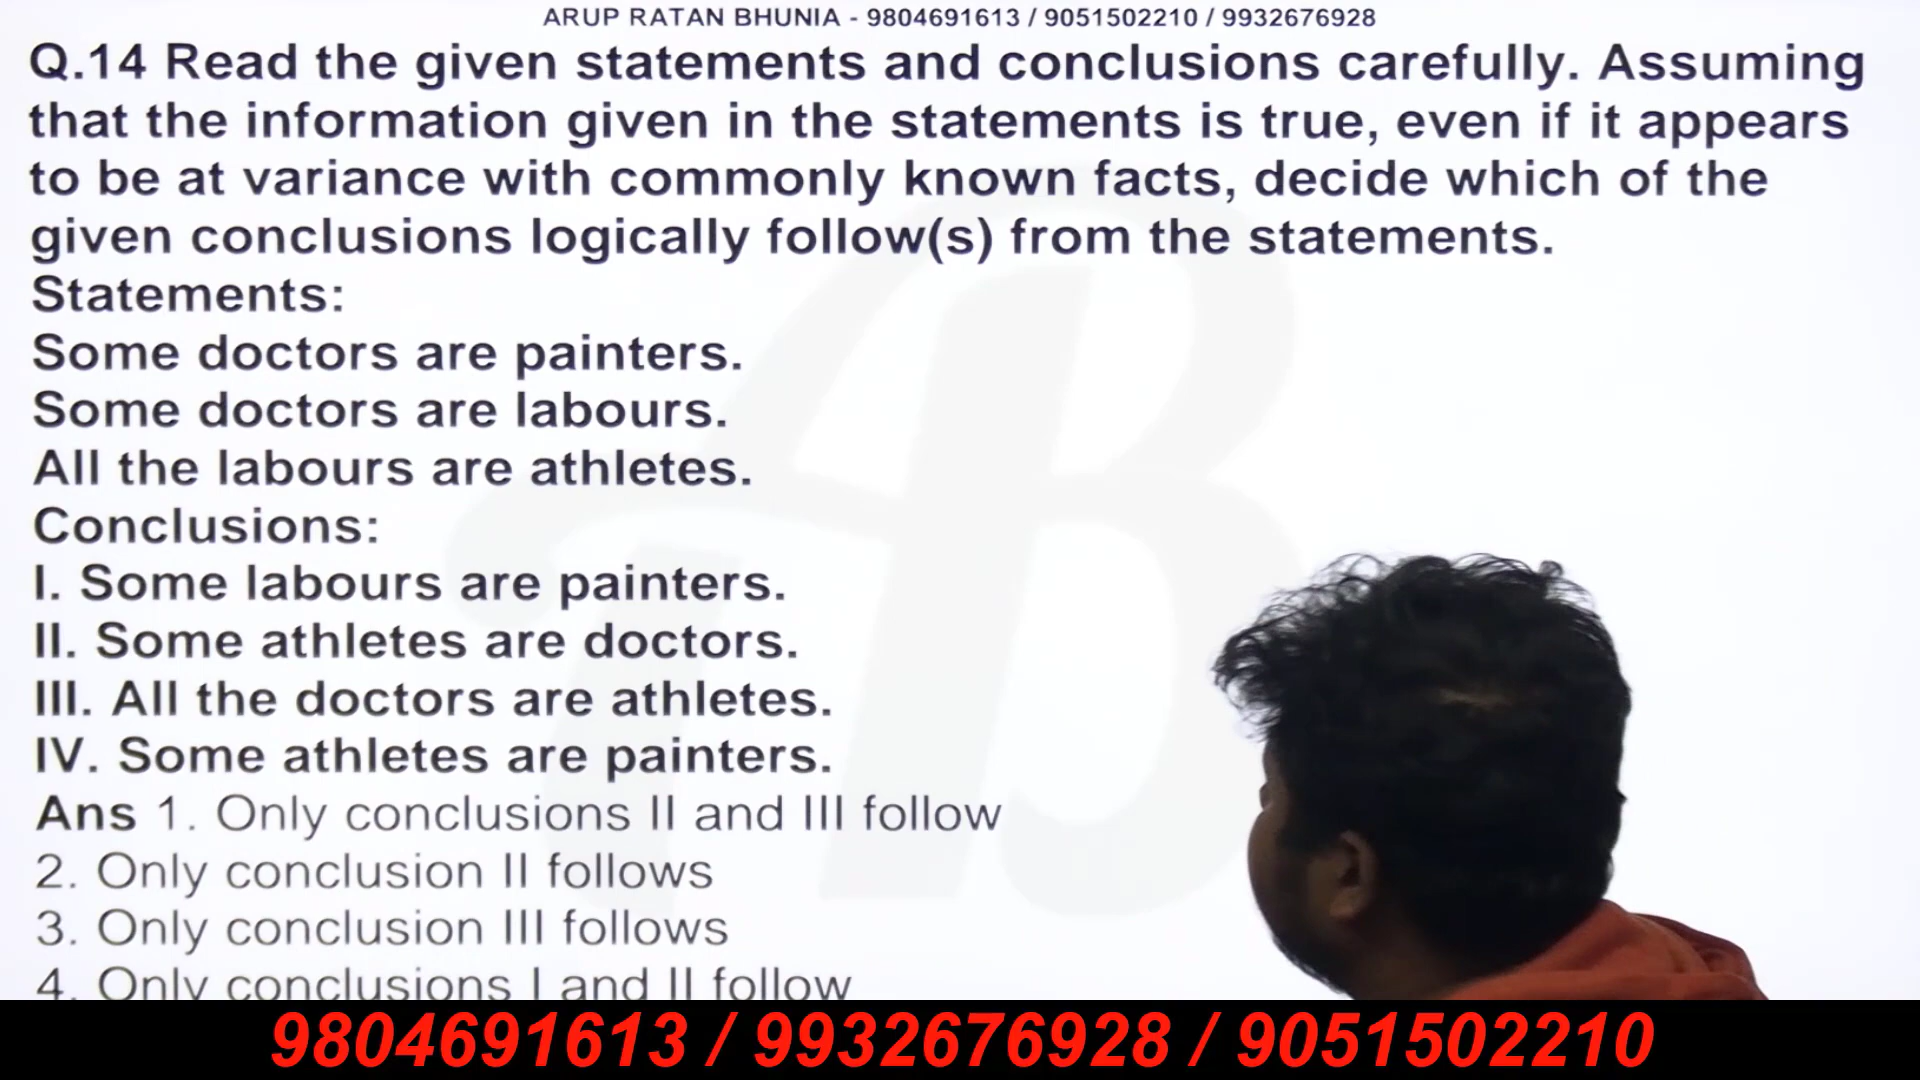 ARUP RATAN BHUNIA - 9804691613 / 9051502210 / 9932676928
Q.14 Read the given statements and conclusions carefully. Assuming
that the information given in the statements is true, even if it appears
to be at variance with commonly known facts, decide which of the
given conclusions logically follow(s) from the statements.
Statements:
Some doctors are painters.
Some doctors are labours.
All the labours are athletes.
Conclusions:
I. Some labours are painters.
II. Some athletes are doctors.
III. All the doctors are athletes.
IV. Some athletes are painters.
Ans 1. Only conclusions II and III follow
2. Only conclusion II follows
3. Only conclusion III follows
4. Only conclusions I and II follow
9804691613 / 9932676928 / 9051502210